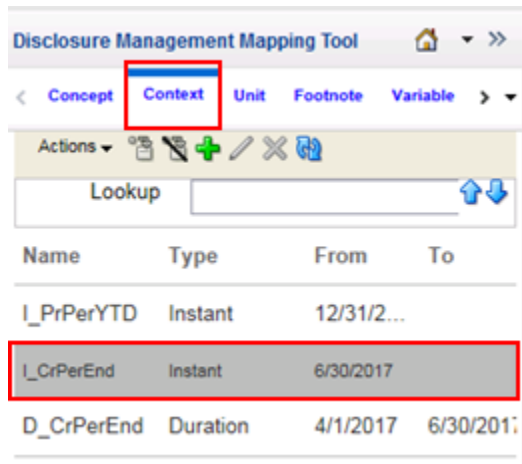 Disclosure Management Mapping Tool
Concept Context Unit Footnote Variable
Actions
Lookup
Name Type From To
I_PrPerYTD Instant 12/31/2...
I_CrPerEnd Instant 6/30/2017
D_CrPerEnd Duration 4/1/2017 6/30/2017